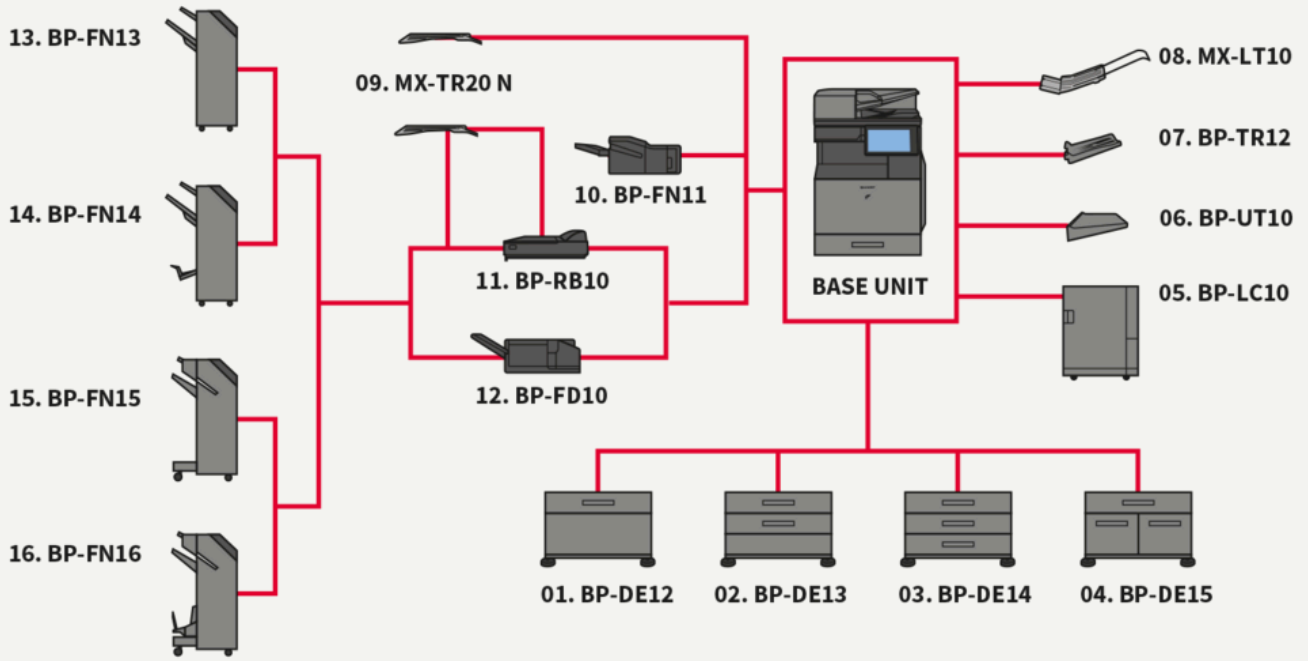 13. BP-FN13
09. MX-TR20 N
08. MX-LT10
07. BP-TR12
14. BP-FN14
10. BP-FN11
06. BP-UT10
11. BP-RB10
BASE UNIT
05. BP-LC10
15. BP-FN15
12. BP-FD10
16. BP-FN16
01. BP-DE12
02. BP-DE13
03. BP-DE14
04. BP-DE15